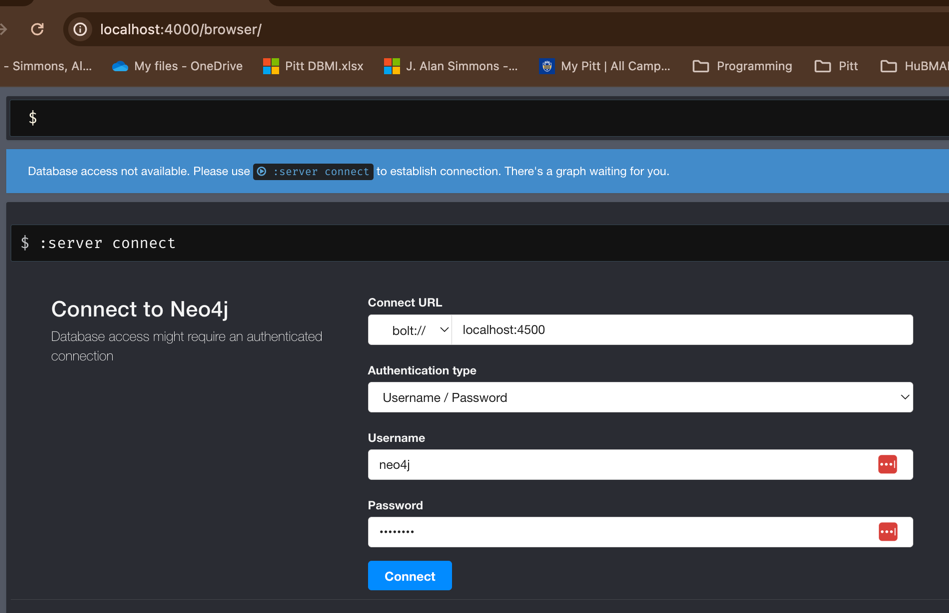 localhost:4000/browser/
- Simmons, Al... My files - OneDrive Pitt DBMI.xlsx J. Alan Simmons -... My Pitt | All Camp... Programming Pitt HuBMA
$
Database access not available. Please use :server connect to establish connection. There's a graph waiting for you.
$ :server connect
Connect to Neo4j
Database access might require an authenticated
connection
Connect URL
bolt:// localhost:4500
Authentication type
Username / Password
Username
neo4j
Password
••••••••
Connect